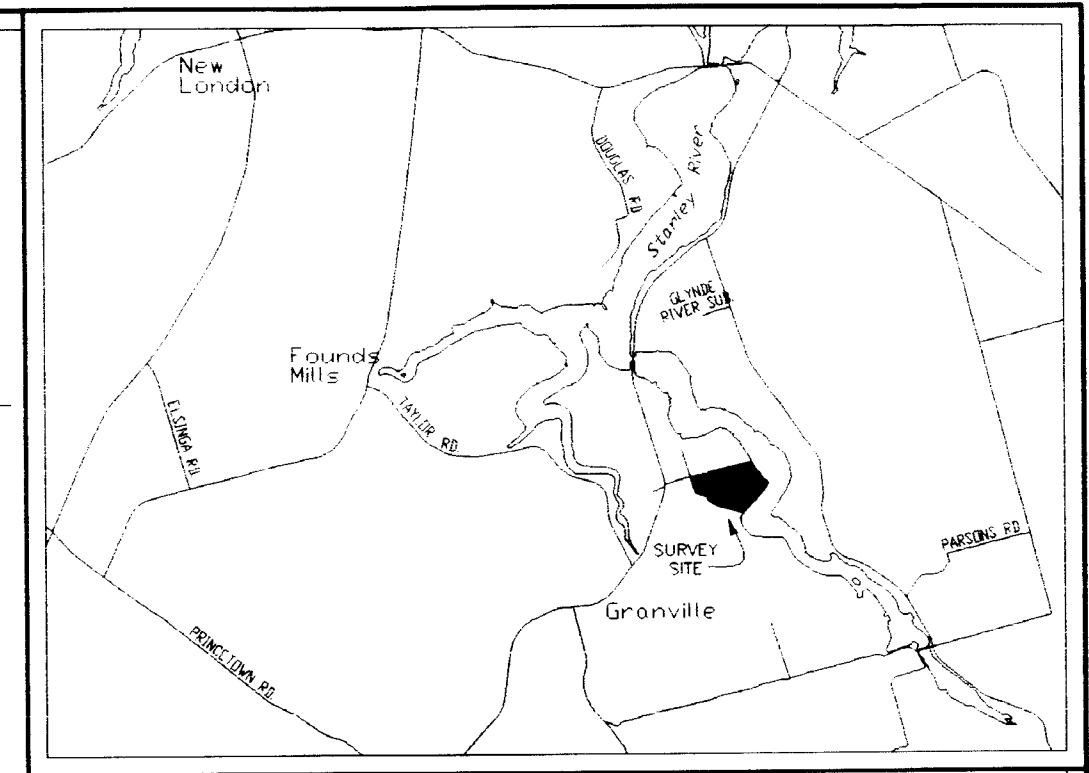 New
London
DOUGLAS RD
Stanley River
GLYNDE
RIVER SUB.
Founds
Mills
TAYLOR RD.
ELSINGA RD.
SURVEY
SITE
PARSONS RD
Granville
PRINCETOWN RD.